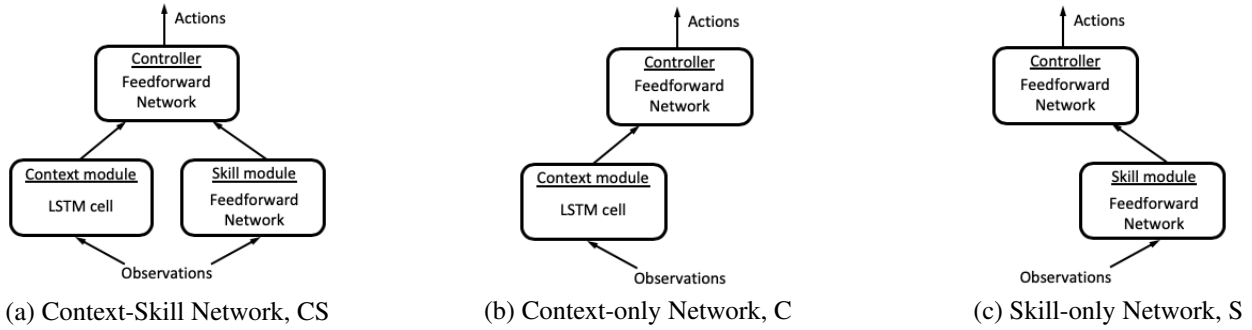 Actions
Controller
Feedforward
Network
Context module
LSTM cell
Skill module
Feedforward
Network
Observations
(a) Context-Skill Network, CS
Actions
Controller
Feedforward
Network
Context module
LSTM cell
Observations
(b) Context-only Network, C
Actions
Controller
Feedforward
Network
Skill module
Feedforward
Network
Observations
(c) Skill-only Network, S